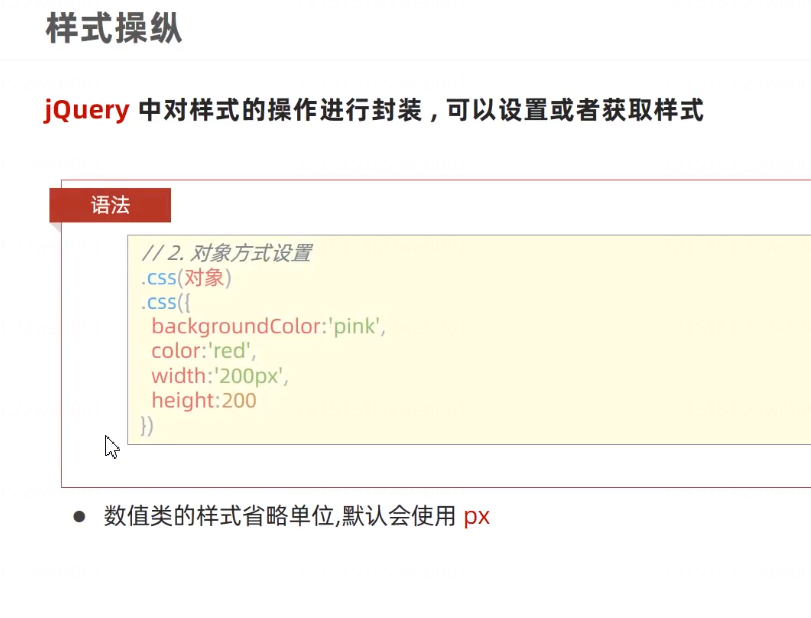 样式操纵
jQuery 中对样式的操作进行封装，可以设置或者获取样式
语法
// 2. 对象方式设置
.css(对象)
.css({
backgroundColor:'pink',
color:'red',
width:'200px',
height:200
})
● 数值类的样式省略单位,默认会使用 px